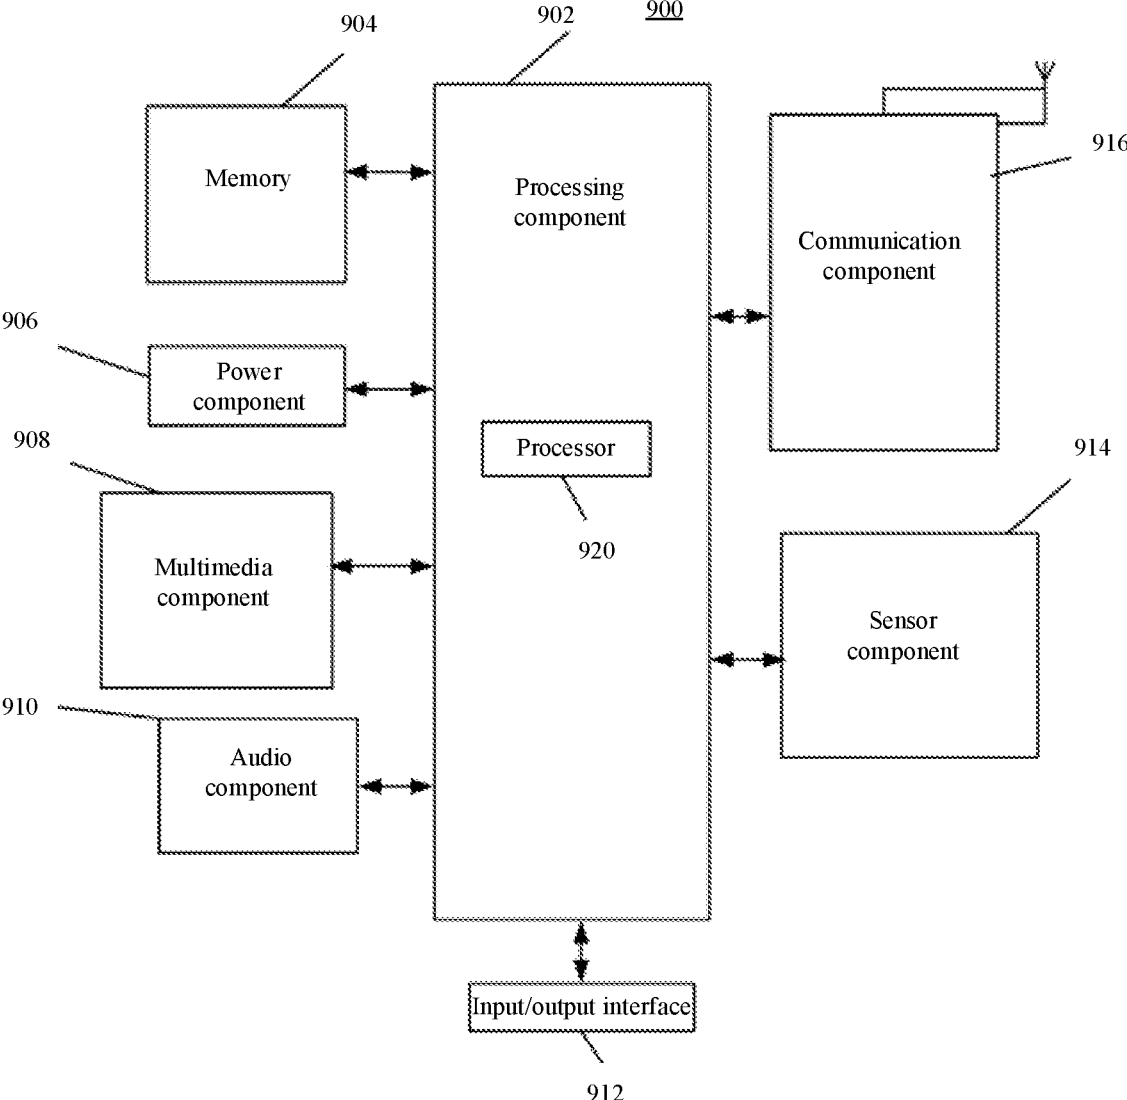 900
902
904
Memory
Processing
component
916
Communication
component
906
Power
component
908
Processor
920
914
Multimedia
component
Sensor
component
910
Audio
component
Input/output interface
912